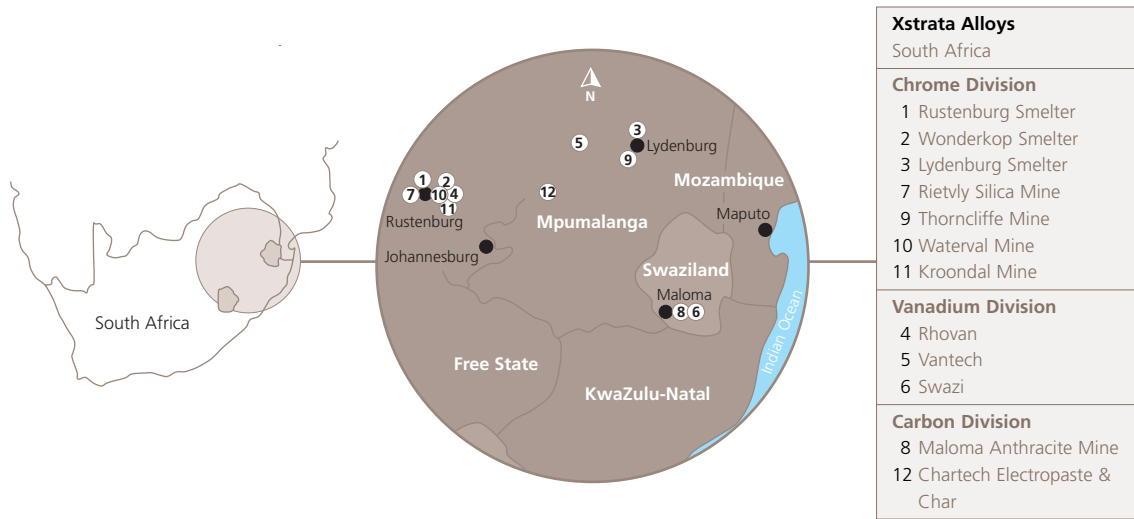 South Africa
N
3
5
Lydenburg
9
1
2
7
10
4
11
12
Rustenburg
Mozambique
Mpumalanga
Maputo
Johannesburg
Swaziland
Maloma
8
6
Indian Ocean
Free State
KwaZulu-Natal
Xstrata Alloys
South Africa
Chrome Division
1 Rustenburg Smelter
2 Wonderkop Smelter
3 Lydenburg Smelter
7 Rietvly Silica Mine
9 Thorncliffe Mine
10 Waterval Mine
11 Kroondal Mine
Vanadium Division
4 Rhovan
5 Vantech
6 Swazi
Carbon Division
8 Maloma Anthracite Mine
12 Chartech Electropaste &
Char